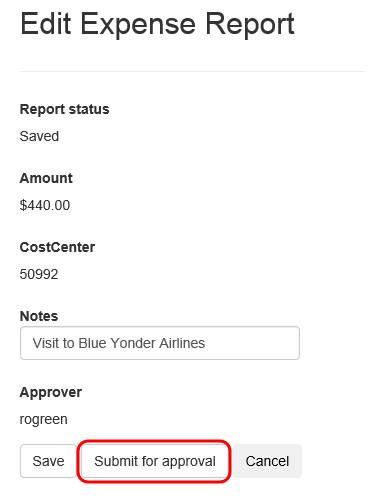 Edit Expense Report
Report status
Saved
Amount
$440.00
CostCenter
50992
Notes
Visit to Blue Yonder Airlines
Approver
rogreen
Save Submit for approval Cancel